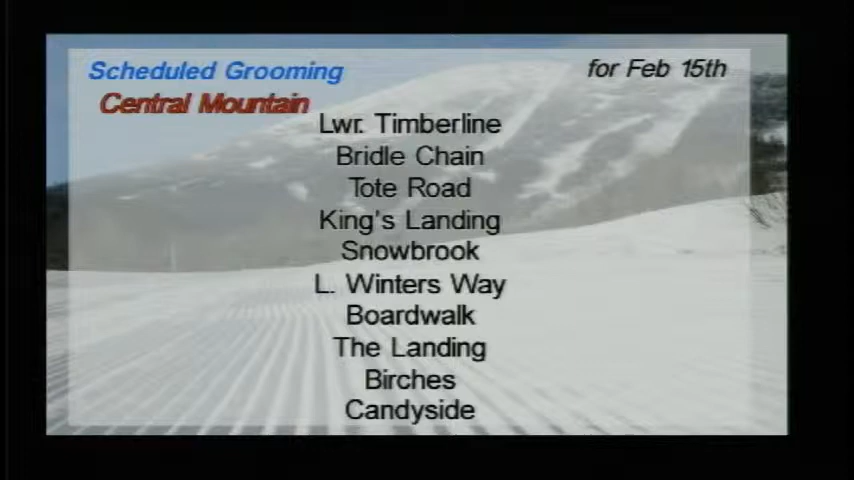 Scheduled Grooming
for Feb 15th
Central Mountain
Lwr. Timberline
Bridle Chain
Tote Road
King's Landing
Snowbrook
L. Winters Way
Boardwalk
The Landing
Birches
Candyside